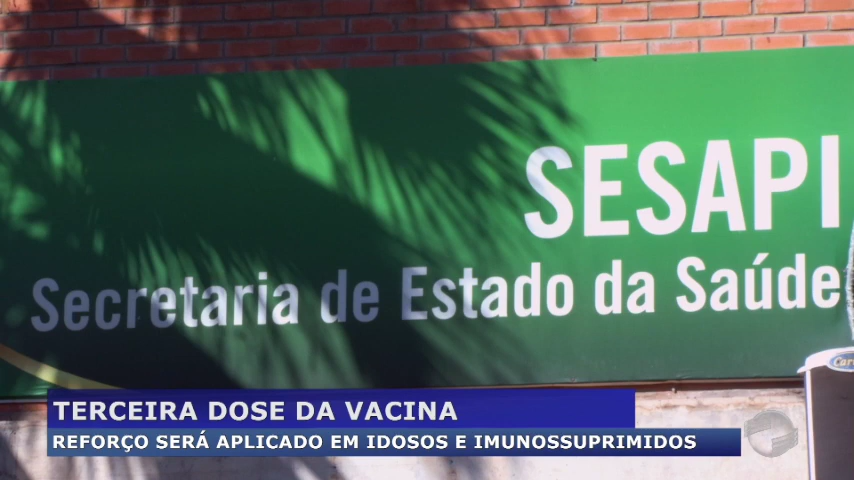 SESAPI
Secretaria de Estado da Saúde
TERCEIRA DOSE DA VACINA
REFORÇO SERÁ APLICADO EM IDOSOS E IMUNOSSUPRIMIDOS